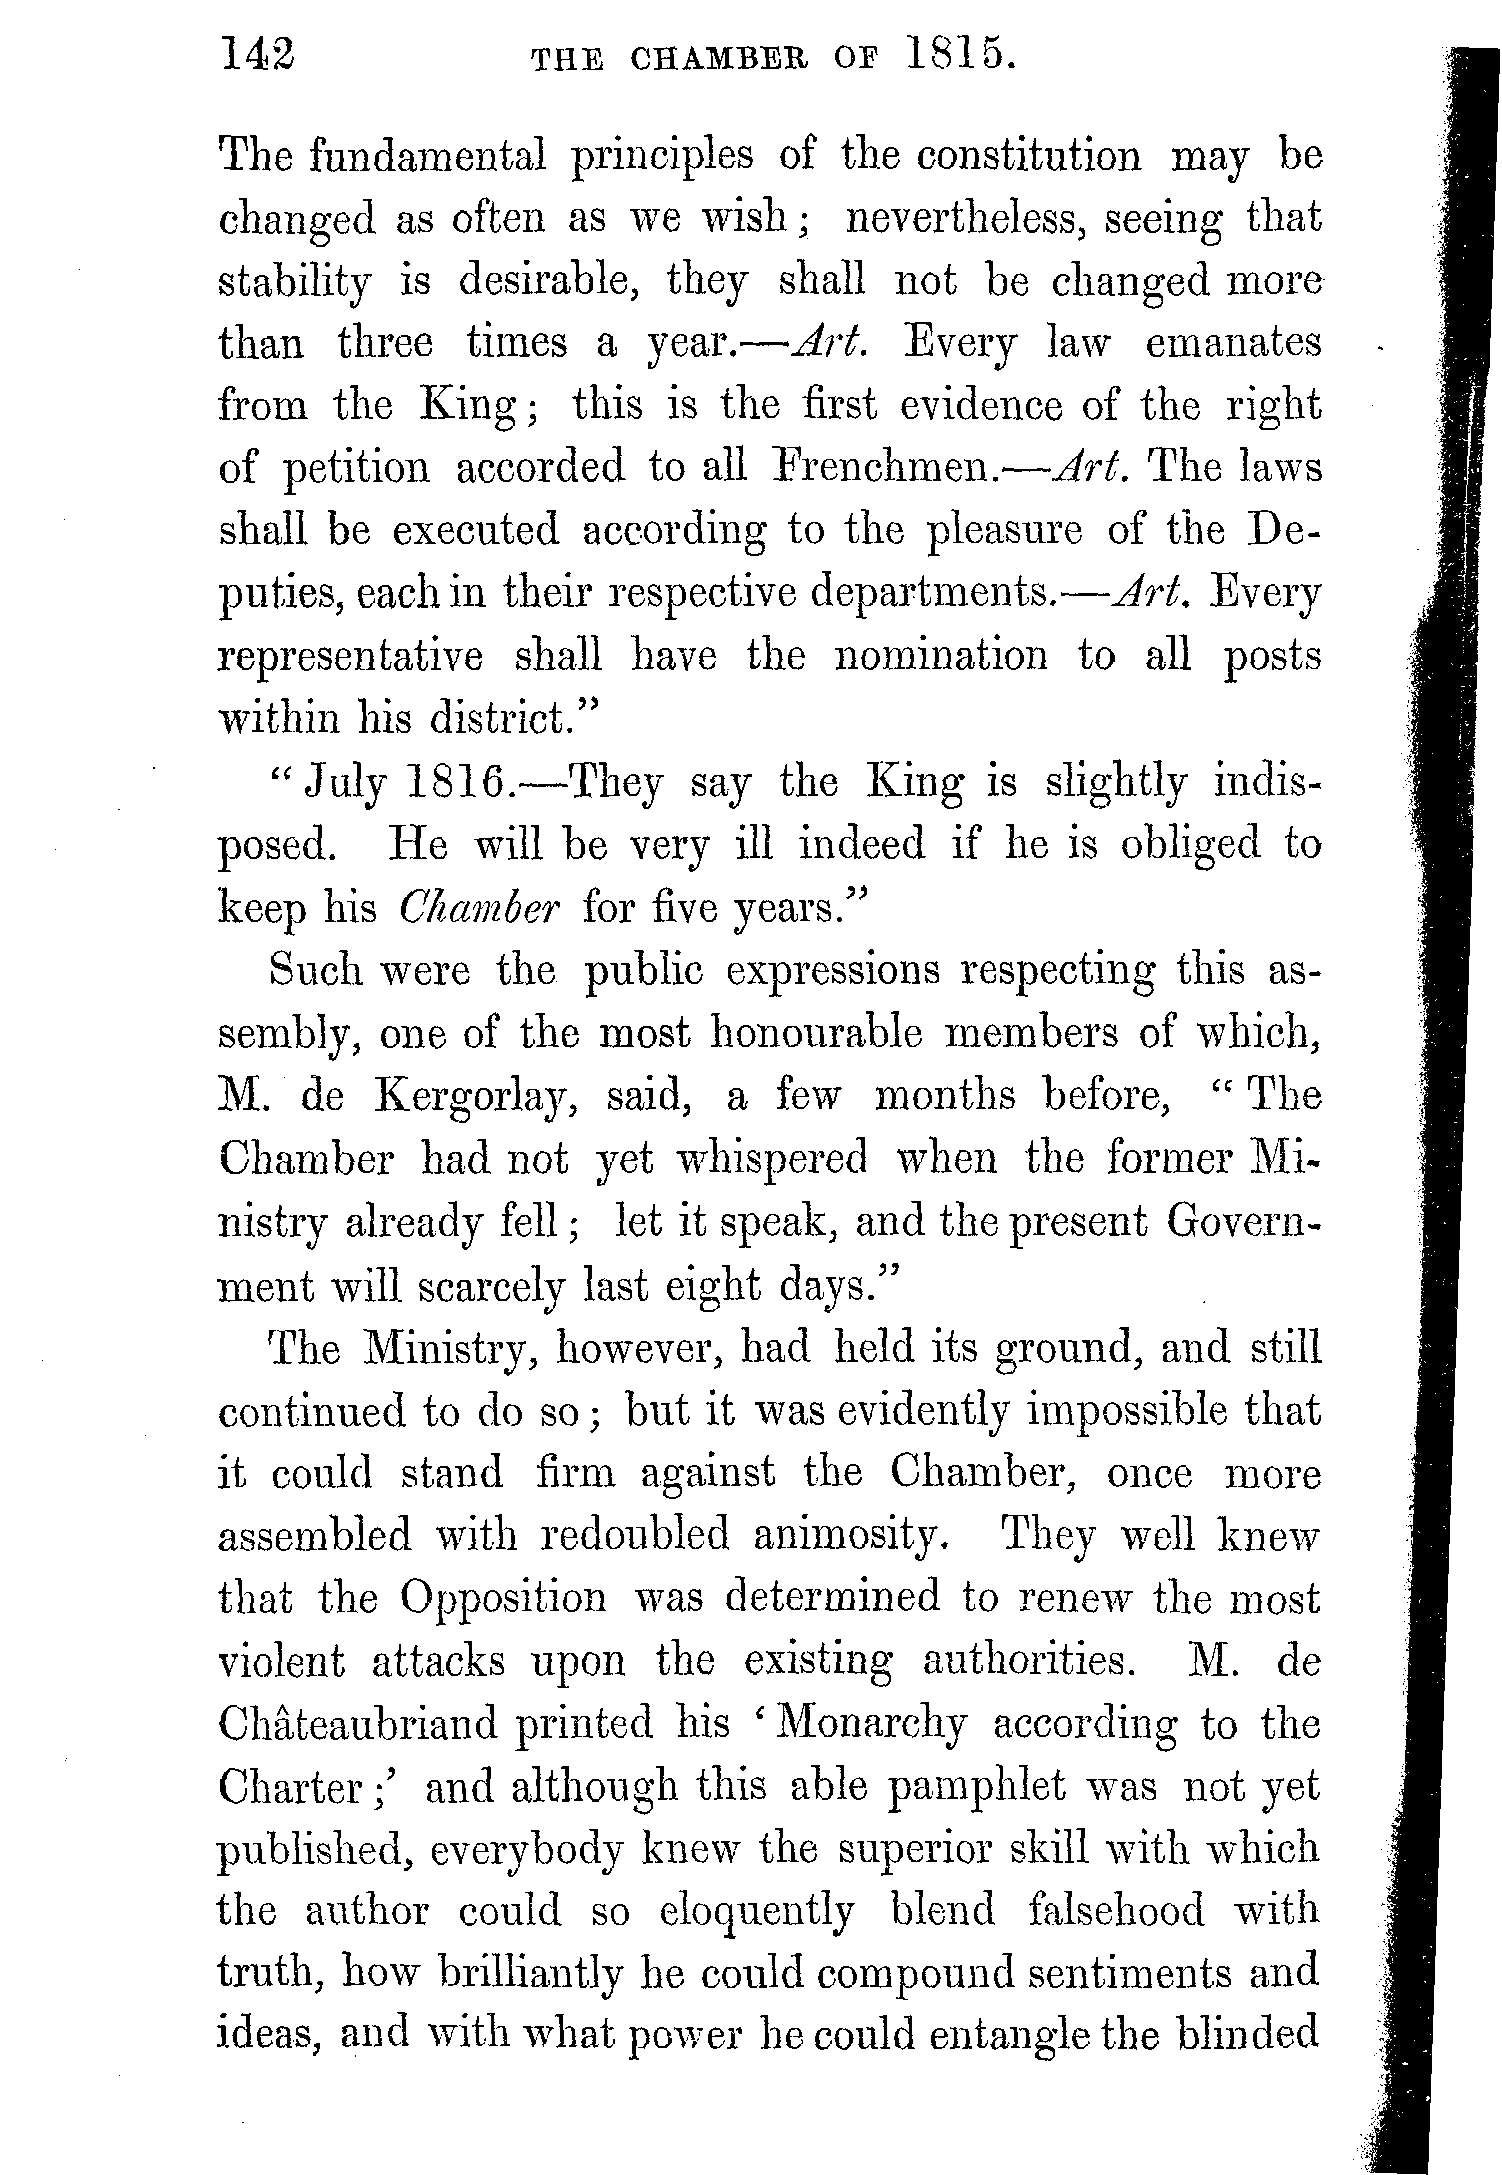 142 THE CHAMBER OF 1815.
The fundamental principles of the constitution may be
changed as often as we wish; nevertheless, seeing that
stability is desirable, they shall not be changed more
than three times a year.—Art. Every law emanates
from the King; this is the first evidence of the right
of petition accorded to all Frenchmen.—Art. The laws
shall be executed according to the pleasure of the De-
puties, each in their respective departments.—Art. Every
representative shall have the nomination to all posts
within his district.”
“July 1816.—They say the King is slightly indis-
posed. He will be very ill indeed if he is obliged to
keep his Chamber for five years.”
Such were the public expressions respecting this as-
sembly, one of the most honourable members of which,
M. de Kergorlay, said, a few months before, “The
Chamber had not yet whispered when the former Mi-
nistry already fell; let it speak, and the present Govern-
ment will scarcely last eight days.”
The Ministry, however, had held its ground, and still
continued to do so; but it was evidently impossible that
it could stand firm against the Chamber, once more
assembled with redoubled animosity. They well knew
that the Opposition was determined to renew the most
violent attacks upon the existing authorities. M. de
Châteaubriand printed his ‘Monarchy according to the
Charter;’ and although this able pamphlet was not yet
published, everybody knew the superior skill with which
the author could so eloquently blend falsehood with
truth, how brilliantly he could compound sentiments and
ideas, and with what power he could entangle the blinded